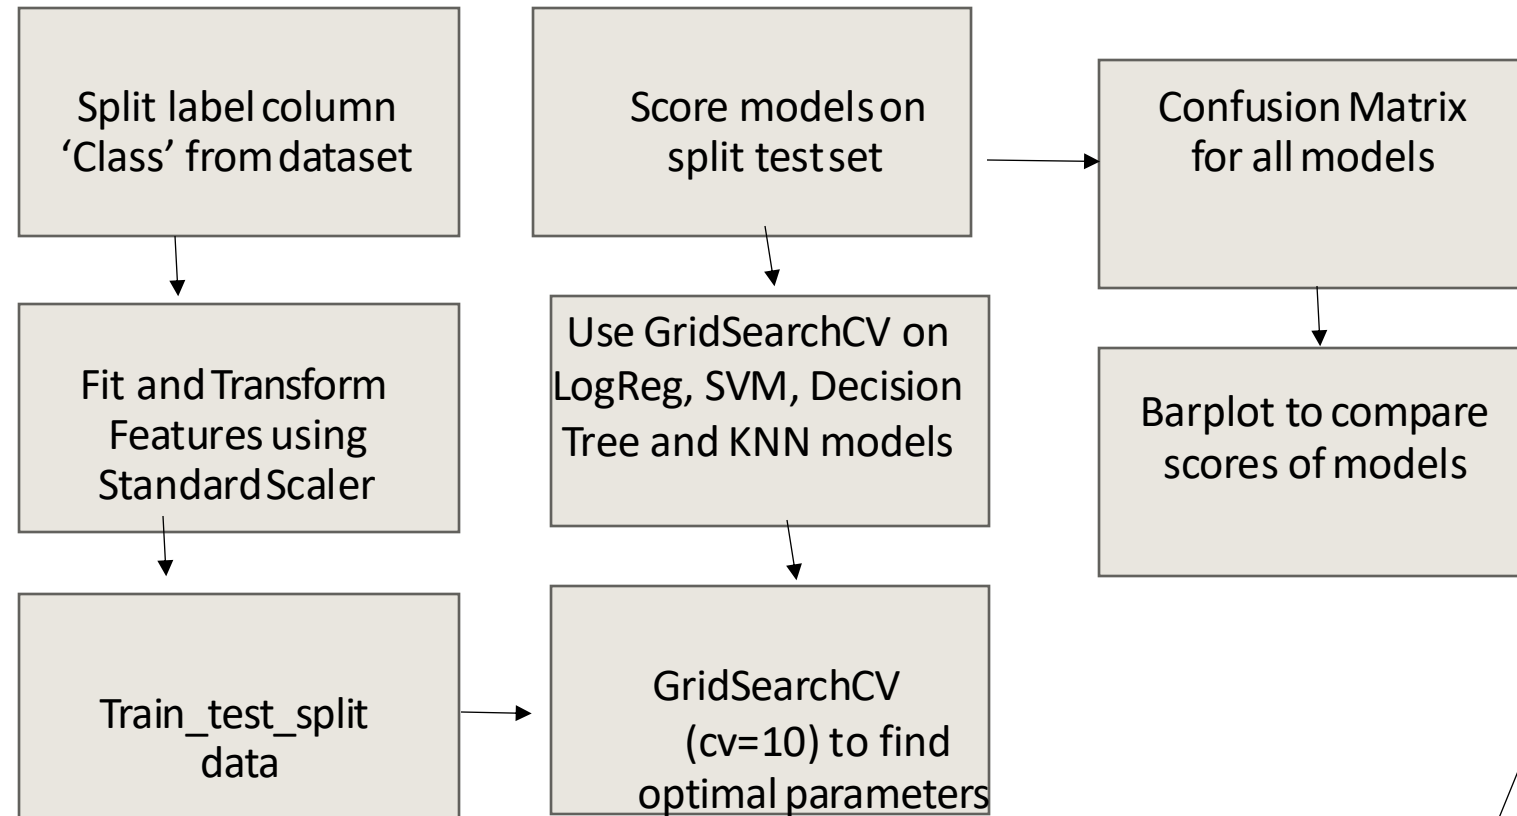 Split label column
‘Class’ from dataset
Fit and Transform
Features using
Standard Scaler
Train_test_split
data
Score models on
split test set
Use GridSearchCV on
LogReg, SVM, Decision
Tree and KNN models
GridSearchCV
(cv=10) to find
optimal parameters
Confusion Matrix
for all models
Barplot to compare
scores of models